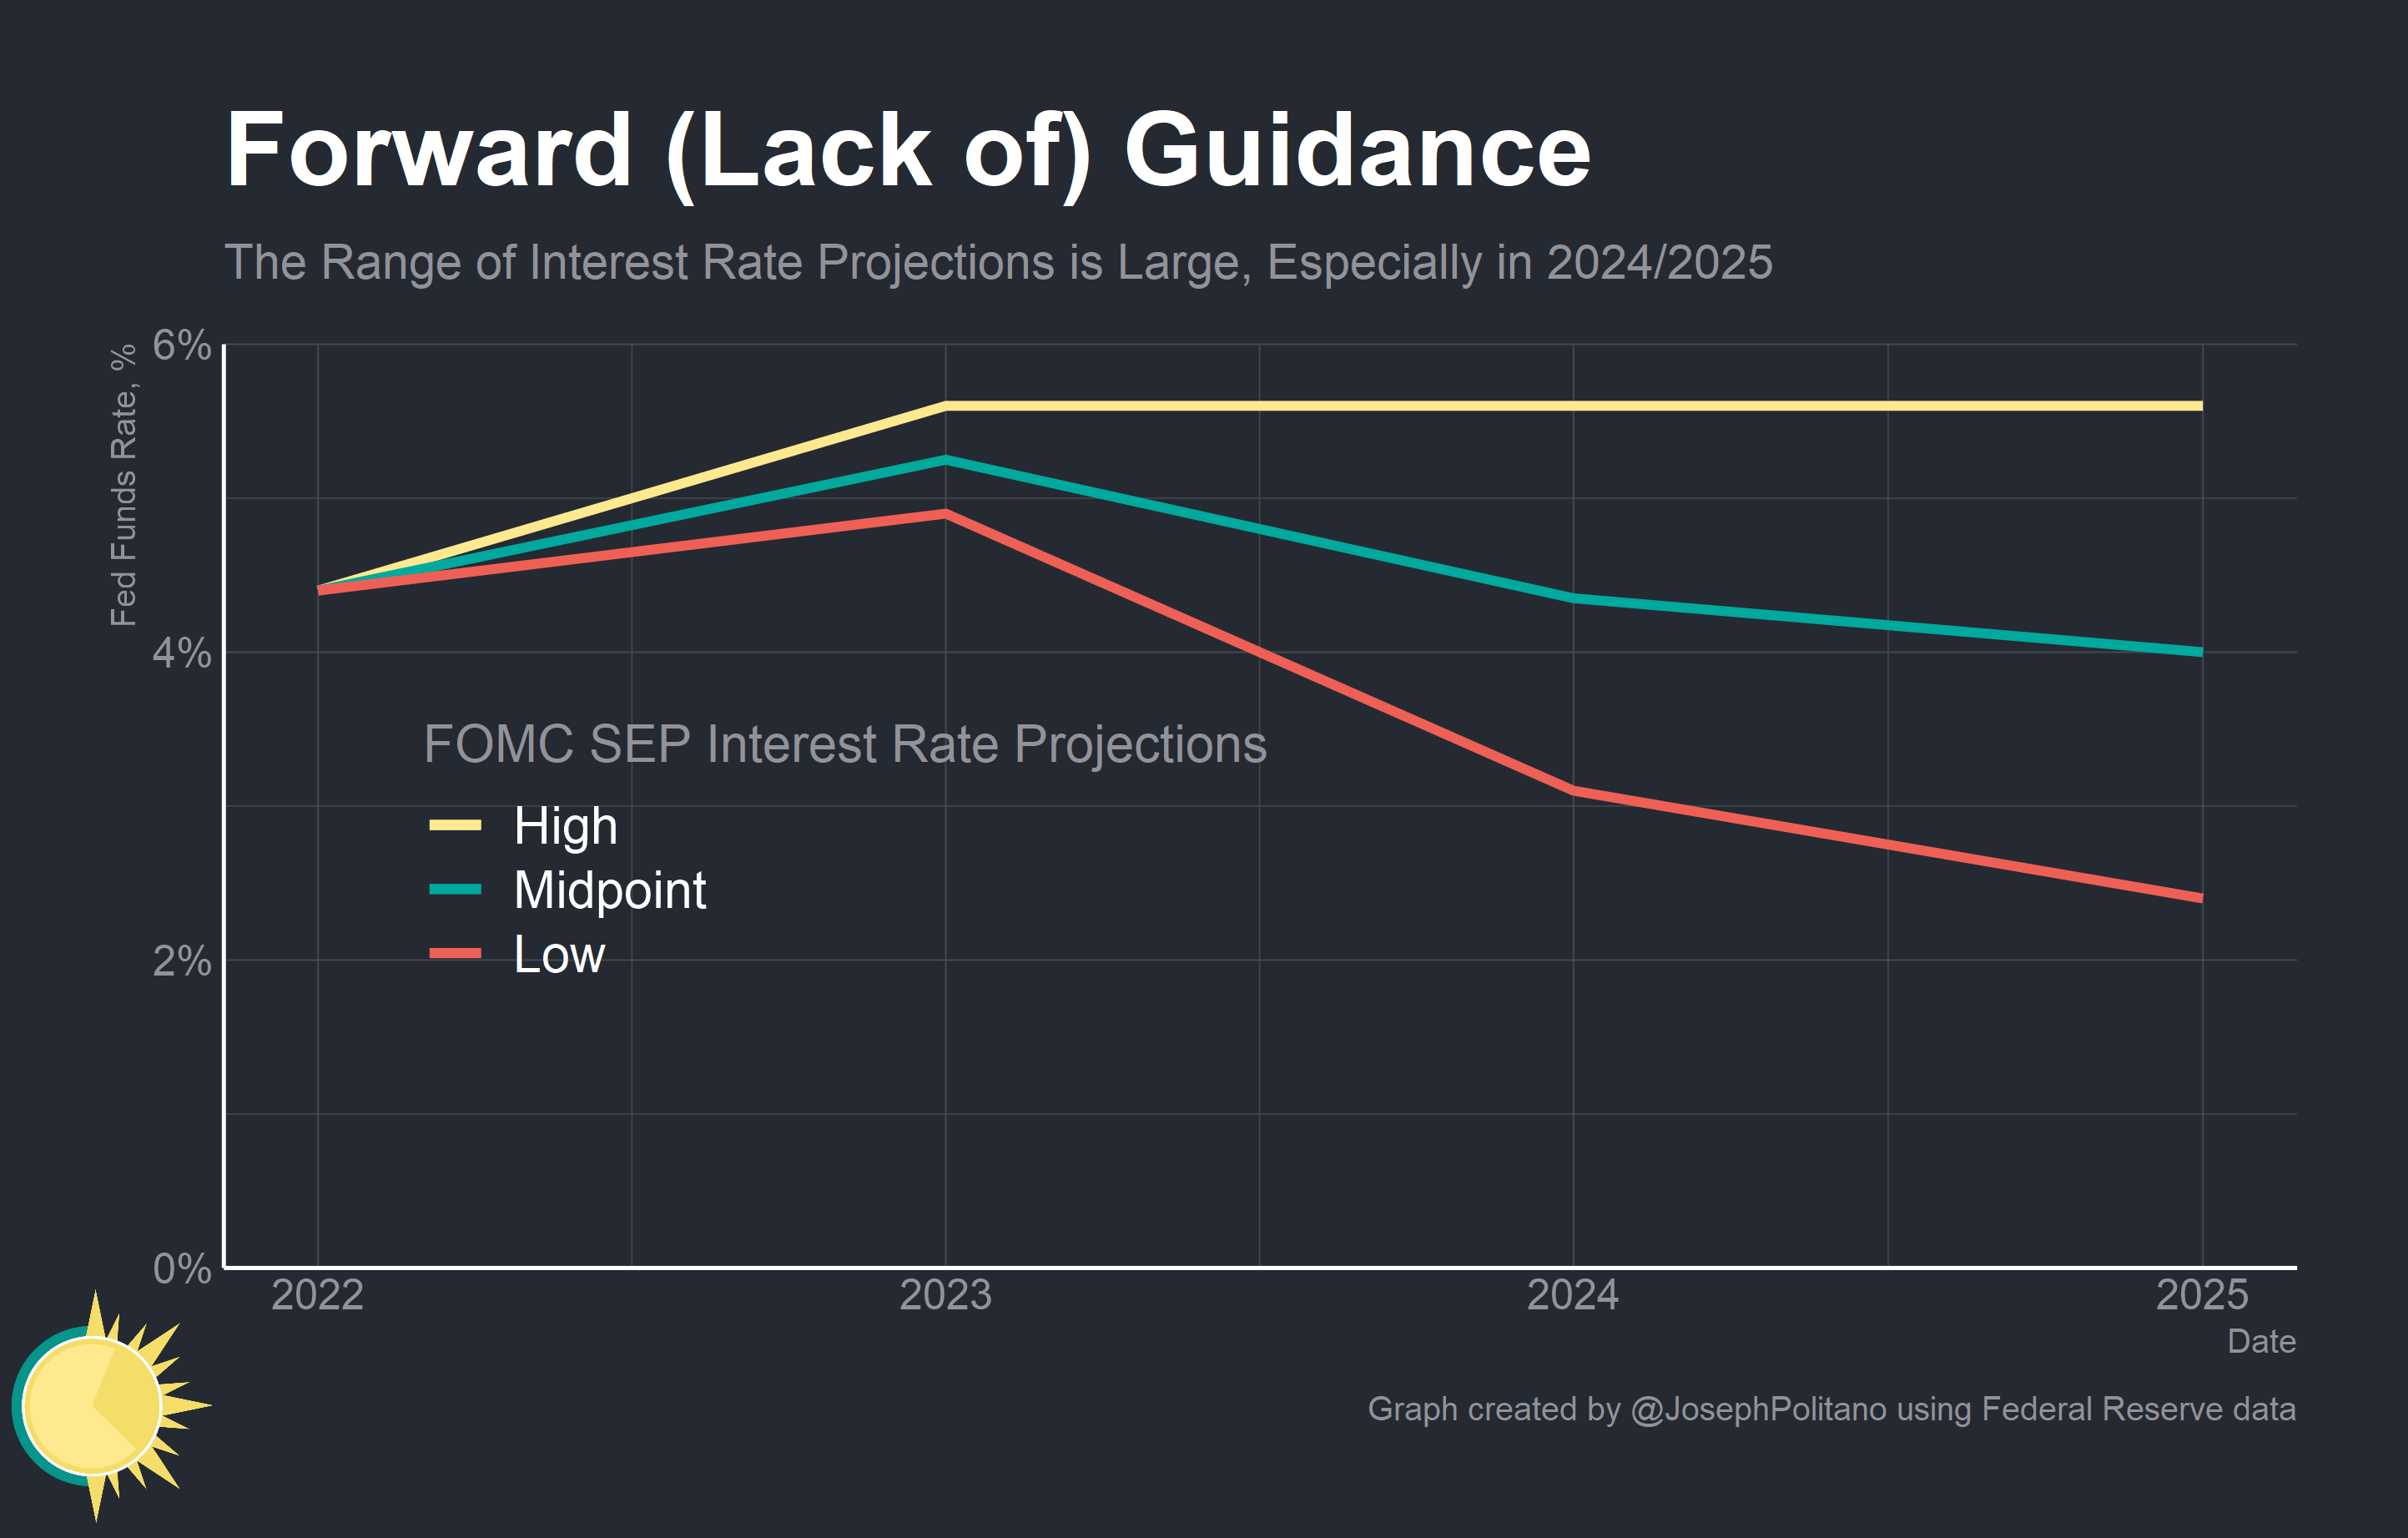 Forward (Lack of) Guidance
The Range of Interest Rate Projections is Large, Especially in 2024/2025
Fed Funds Rate, %
6%
4%
2%
0%
FOMC SEP Interest Rate Projections
High
Midpoint
Low
2022
2023
2024
2025
Date
Graph created by @JosephPolitano using Federal Reserve data